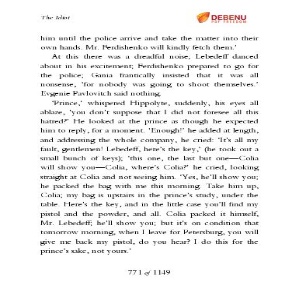 The Idiot
DEBENU
him until the police arrive and take the matter into their
own hands. Mr. Ferdishenko will kindly fetch them.'
At this there was a dreadful noise; Lebedeff danced
about in his excitement; Ferdishenko prepared to go for
the police; Gania frantically insisted that it was all
nonsense, 'for nobody was going to shoot themselves.'
Evgenie Pavlovitch said nothing.
'Prince,' whispered Hippolyte, suddenly, his eyes all
ablaze, 'you don't suppose that I did not foresee all this
hatred?' He looked at the prince as though he expected
him to reply, for a moment. 'Enough!' he added at length,
and addressing the whole company, he cried: 'It's all my
fault, gentlemen! Lebedeff, here's the key,' (he took out a
small bunch of keys); 'this one, the last but one—Colia
will show you—Colia, where's Colia?' he cried, looking
straight at Colia and not seeing him. 'Yes, he'll show you;
he packed the bag with me this morning. Take him up,
Colia; my bag is upstairs in the prince's study, under the
table. Here's the key, and in the little case you'll find my
pistol and the powder, and all. Colia packed it himself,
Mr. Lebedeff; he'll show you; but it's on condition that
tomorrow morning, when I leave for Petersburg, you will
give me back my pistol, do you hear? I do this for the
prince's sake, not yours.'
771 of 1149